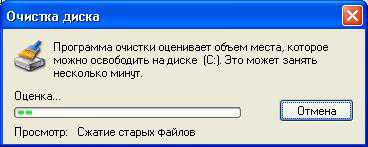 Очистка диска
Программа очистки оценивает объем места, которое
можно освободить на диске (C:). Это может занять
несколько минут.
Оценка...
Отмена
Просмотр: Сжатие старых файлов